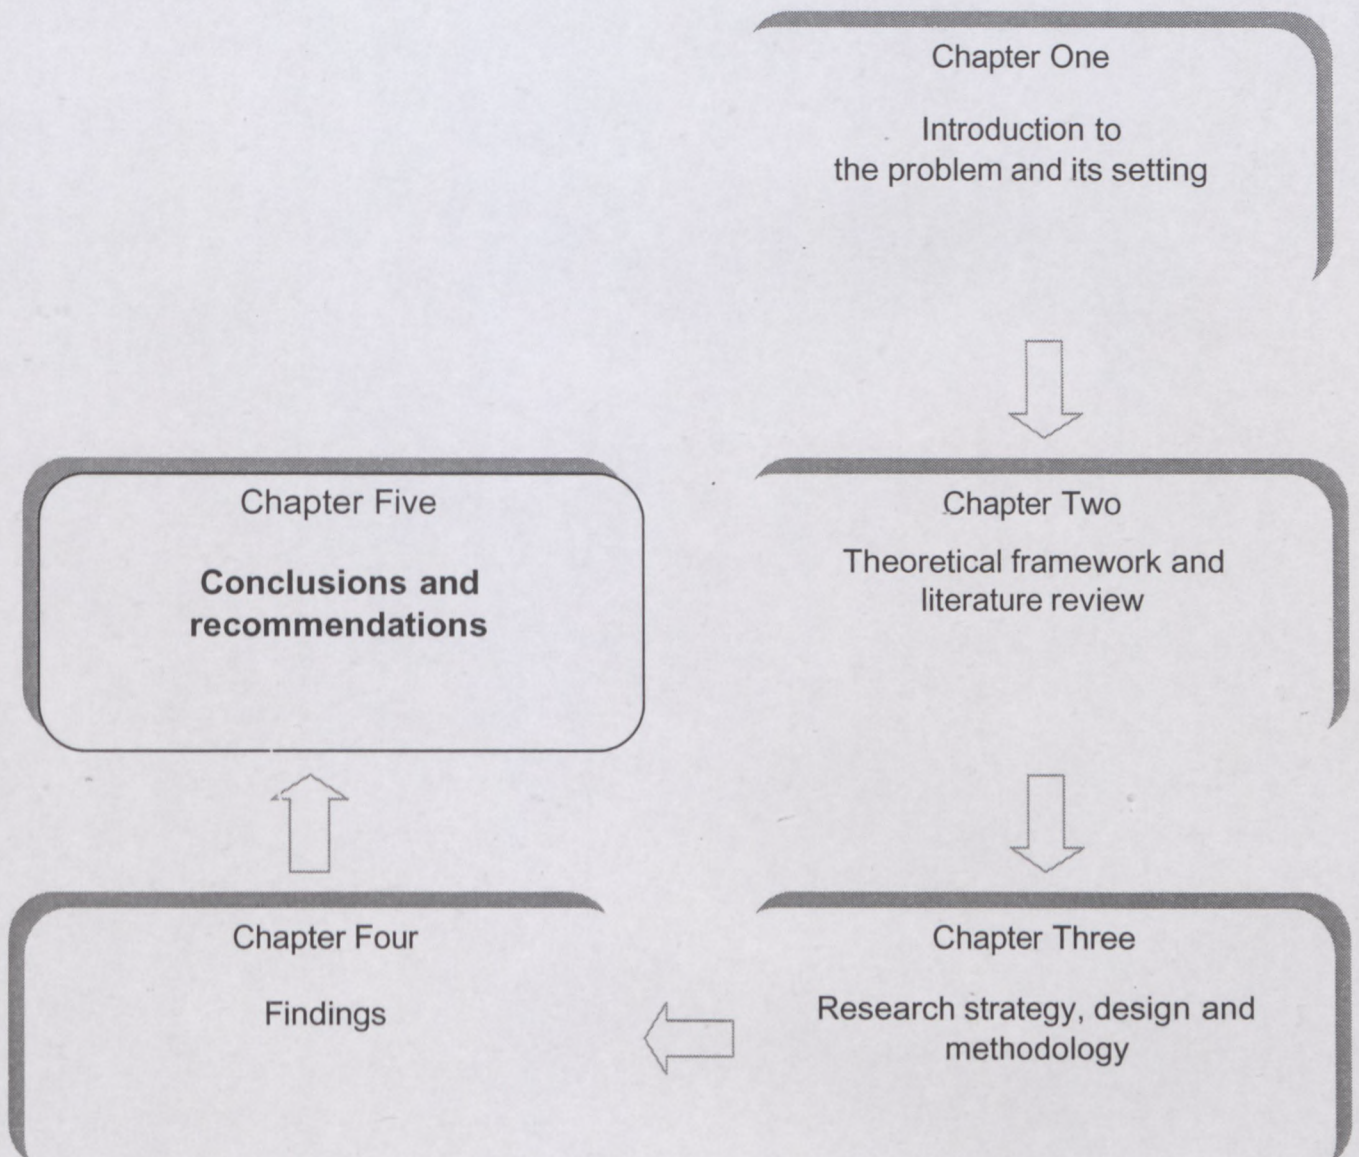 Chapter One
Introduction to
the problem and its setting
Chapter Two
Theoretical framework and
literature review
Chapter Three
Research strategy, design and
methodology
Chapter Four
Findings
Chapter Five
Conclusions and
recommendations